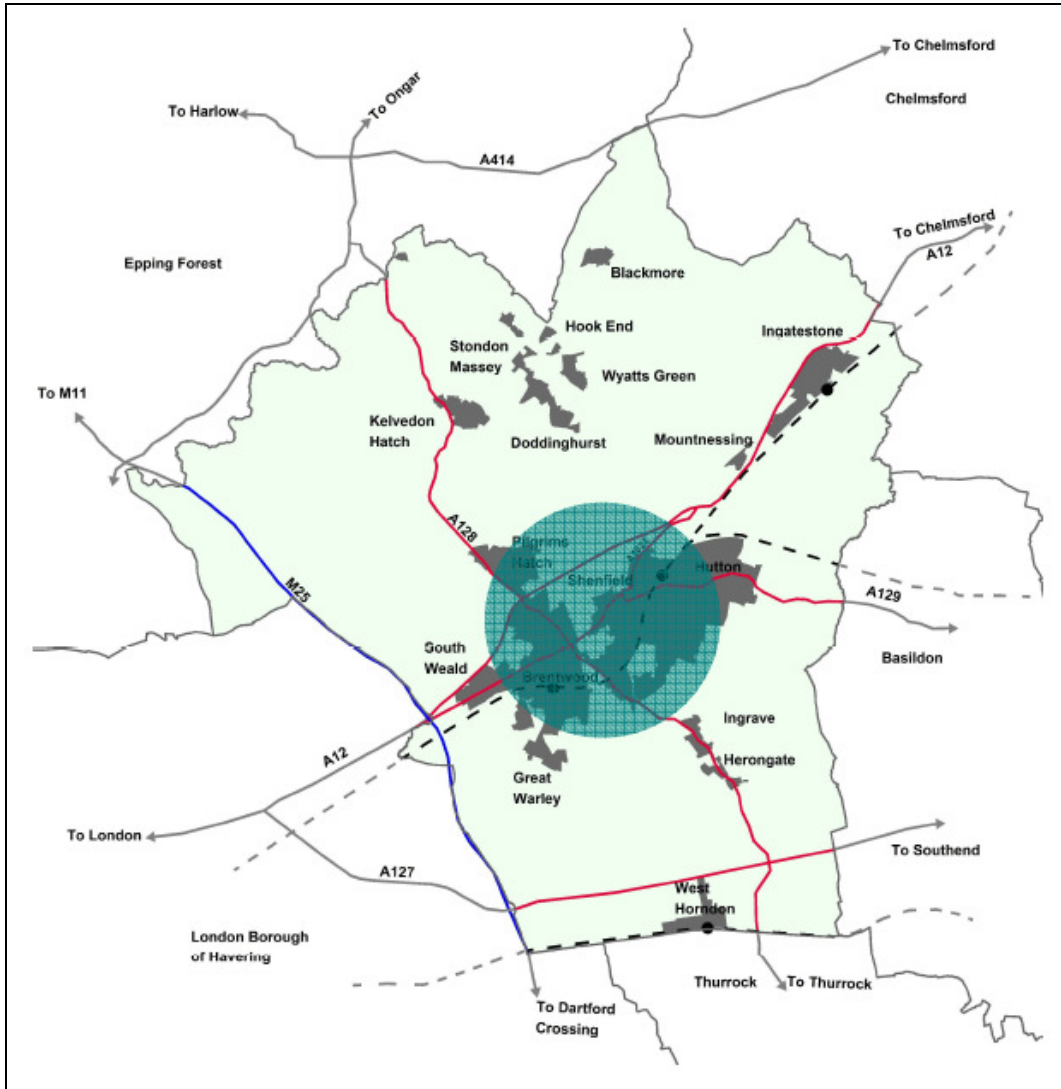 To Chelmsford
Chelmsford
To Harlow
To Ongar
A414
To Chelmsford
A12
Epping Forest
Blackmore
Hook End
Ingatestone
Stondon
Massey
Wyatts Green
To M11
Kelvedon
Hatch
Doddinghurst
Mountnessing
A128
Pilgrims
Hatch
Shenfield
Hutton
M25
A129
South
Weald
Basildon
Brentwood
Ingrave
Herongate
A12
Great
Warley
To London
To Southend
A127
West
Horndon
London Borough
of Havering
Thurrock
To Thurrock
To Dartford
Crossing